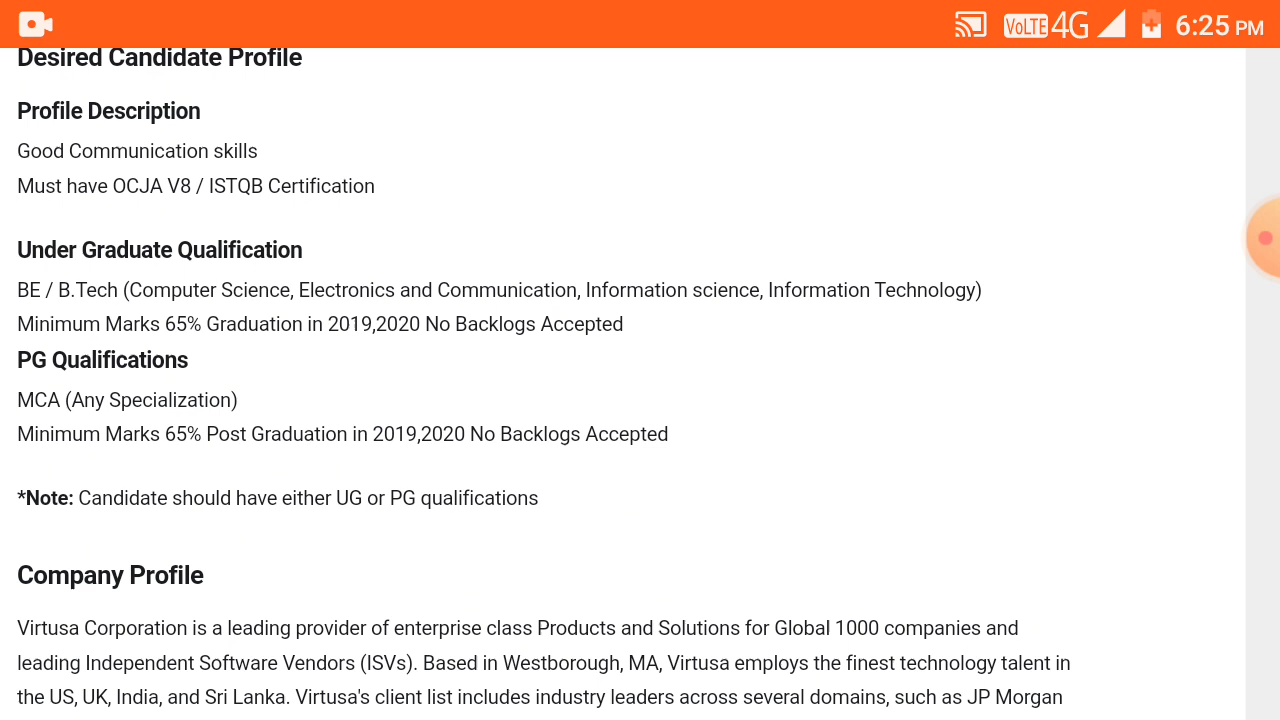 VoLTE 4G 6:25 PM
Desired Candidate Profile
Profile Description
Good Communication skills
Must have OCJA V8 / ISTQB Certification
Under Graduate Qualification
BE / B.Tech (Computer Science, Electronics and Communication, Information science, Information Technology)
Minimum Marks 65% Graduation in 2019,2020 No Backlogs Accepted
PG Qualifications
MCA (Any Specialization)
Minimum Marks 65% Post Graduation in 2019,2020 No Backlogs Accepted
*Note: Candidate should have either UG or PG qualifications
Company Profile
Virtusa Corporation is a leading provider of enterprise class Products and Solutions for Global 1000 companies and
leading Independent Software Vendors (ISVs). Based in Westborough, MA, Virtusa employs the finest technology talent in
the US, UK, India, and Sri Lanka. Virtusa's client list includes industry leaders across several domains, such as JP Morgan